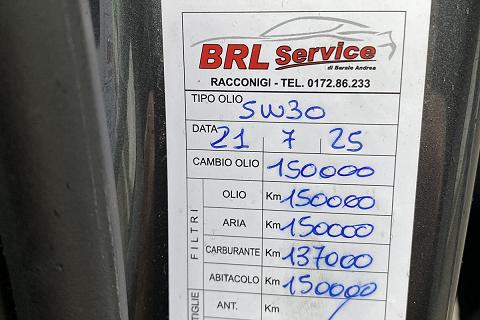 BRL Service
di Barale Andrea
RACCONIGI - TEL. 0172.86.233
TIPO OLIO 5W30
DATA 21 7 25
CAMBIO OLIO 150000
FILTRI
OLIO Km 150000
ARIA Km 150000
CARBURANTE Km 137000
ABITACOLO Km 150000
ANT. Km